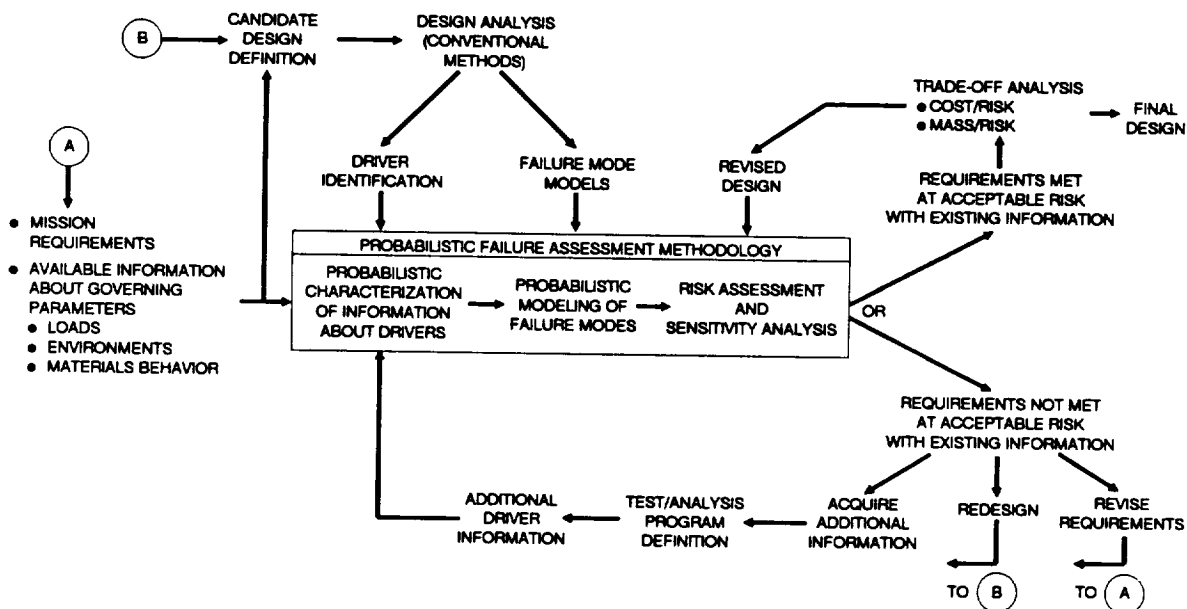 B
CANDIDATE
DESIGN
DEFINITION
DESIGN ANALYSIS
(CONVENTIONAL
METHODS)
TRADE-OFF ANALYSIS
● COST/RISK
● MASS/RISK
FINAL
DESIGN
A
DRIVER
IDENTIFICATION
FAILURE MODE
MODELS
REVISED
DESIGN
REQUIREMENTS MET
AT ACCEPTABLE RISK
WITH EXISTING INFORMATION
● MISSION
REQUIREMENTS
● AVAILABLE INFORMATION
ABOUT GOVERNING
PARAMETERS
● LOADS
● ENVIRONMENTS
● MATERIALS BEHAVIOR
PROBABILISTIC FAILURE ASSESSMENT METHODOLOGY
PROBABILISTIC
CHARACTERIZATION
OF INFORMATION
ABOUT DRIVERS
PROBABILISTIC
MODELING OF
FAILURE MODES
RISK ASSESSMENT
AND
SENSITIVITY ANALYSIS
OR
REQUIREMENTS NOT MET
AT ACCEPTABLE RISK
WITH EXISTING INFORMATION
ADDITIONAL
DRIVER
INFORMATION
TEST/ANALYSIS
PROGRAM
DEFINITION
ACQUIRE
ADDITIONAL
INFORMATION
REDESIGN
REVISE
REQUIREMENTS
TO B
TO A